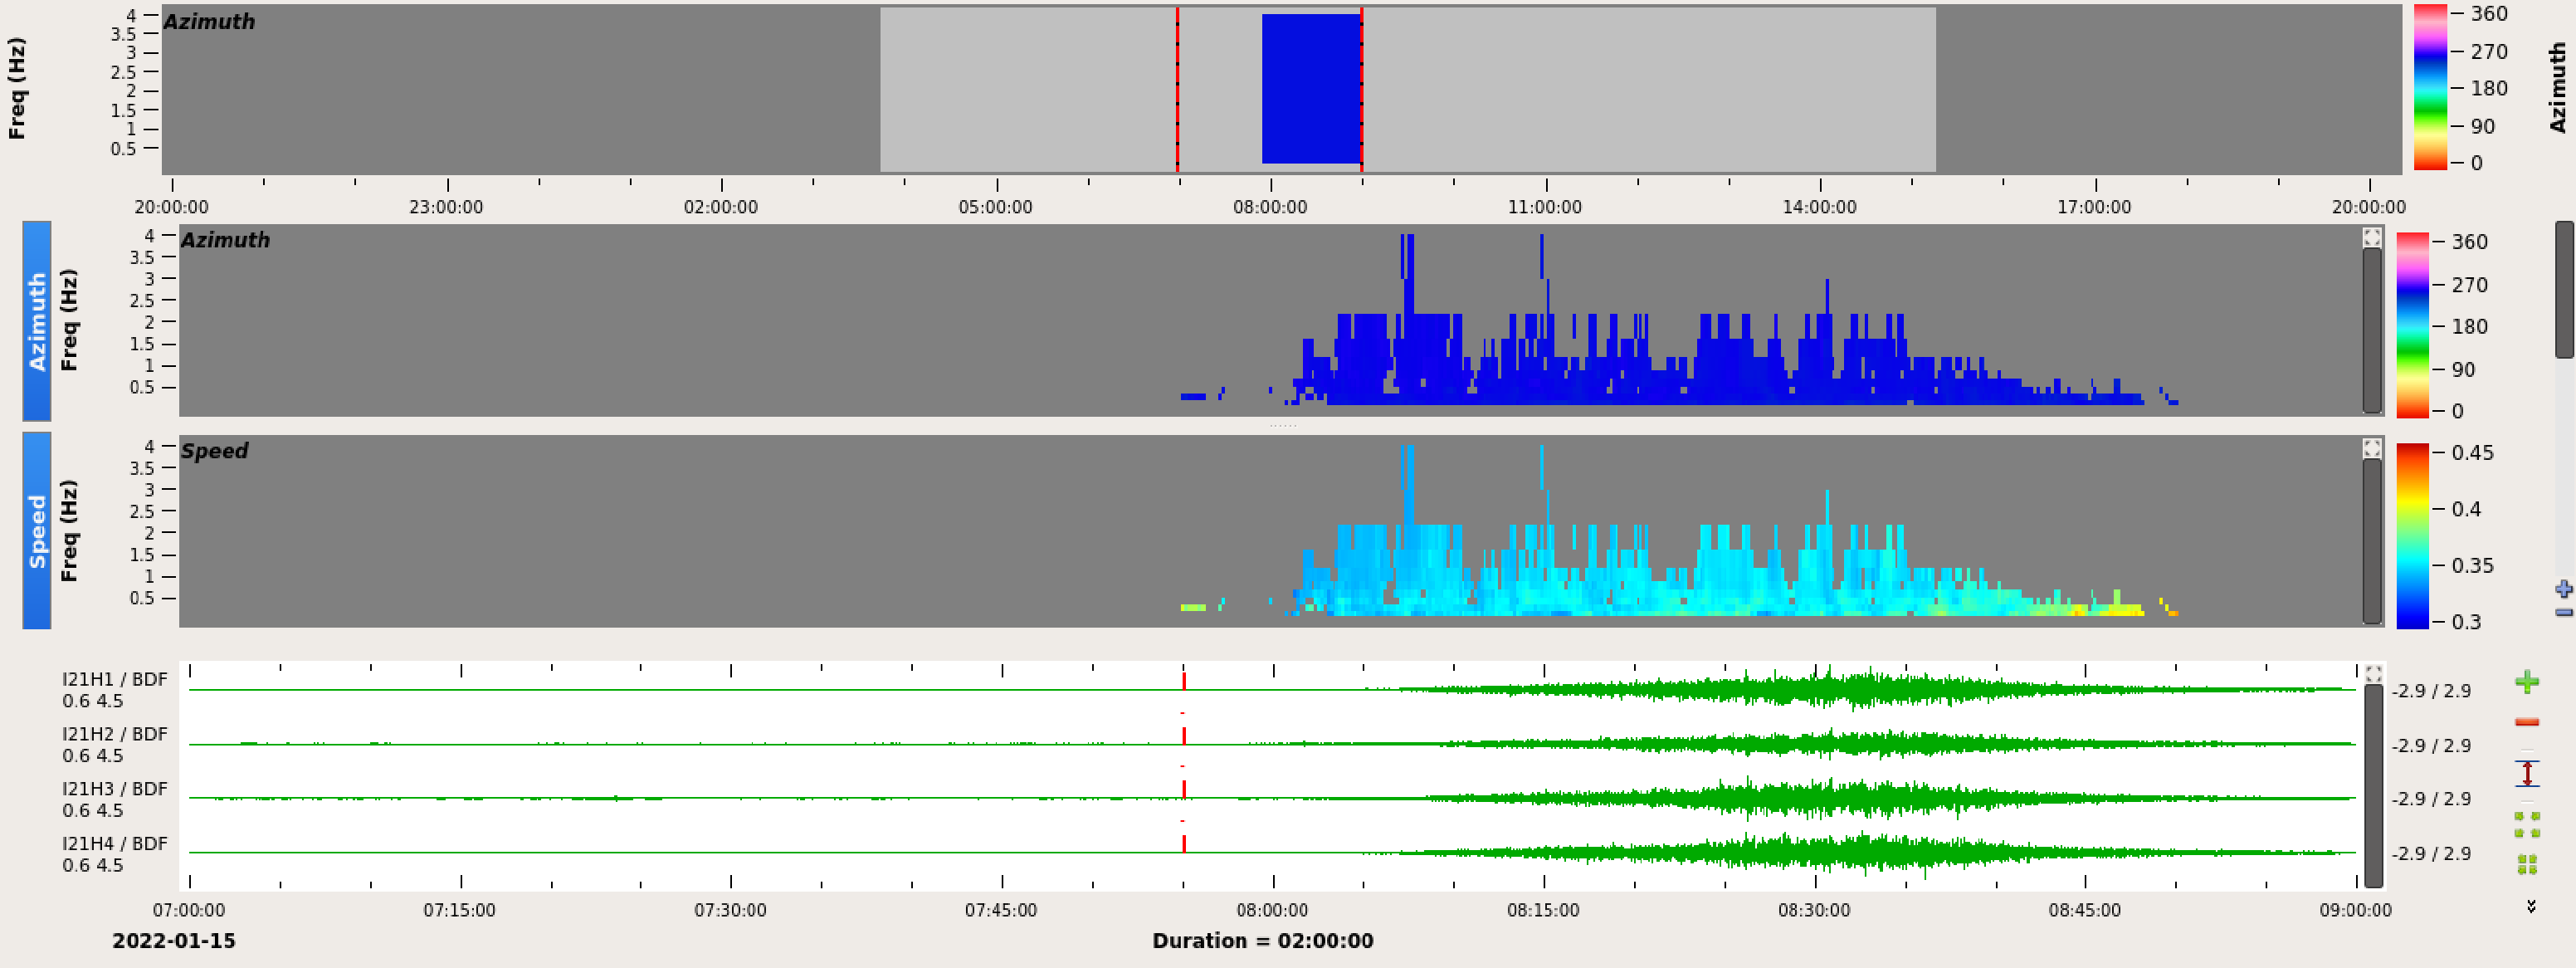 Azimuth
Freq (Hz)
4
3.5
3
2.5
2
1.5
1
0.5
360
270
180
90
0
Azimuth
20:00:00 23:00:00 02:00:00 05:00:00 08:00:00 11:00:00 14:00:00 17:00:00 20:00:00
Azimuth
Azimuth
Freq (Hz)
4
3.5
3
2.5
2
1.5
1
0.5
360
270
180
90
0
Speed
Speed
Freq (Hz)
4
3.5
3
2.5
2
1.5
1
0.5
0.45
0.4
0.35
0.3
I21H1 / BDF
0.6 4.5
-2.9 / 2.9
I21H2 / BDF
0.6 4.5
-2.9 / 2.9
I21H3 / BDF
0.6 4.5
-2.9 / 2.9
I21H4 / BDF
0.6 4.5
-2.9 / 2.9
07:00:00 07:15:00 07:30:00 07:45:00 08:00:00 08:15:00 08:30:00 08:45:00 09:00:00
2022-01-15
Duration = 02:00:00